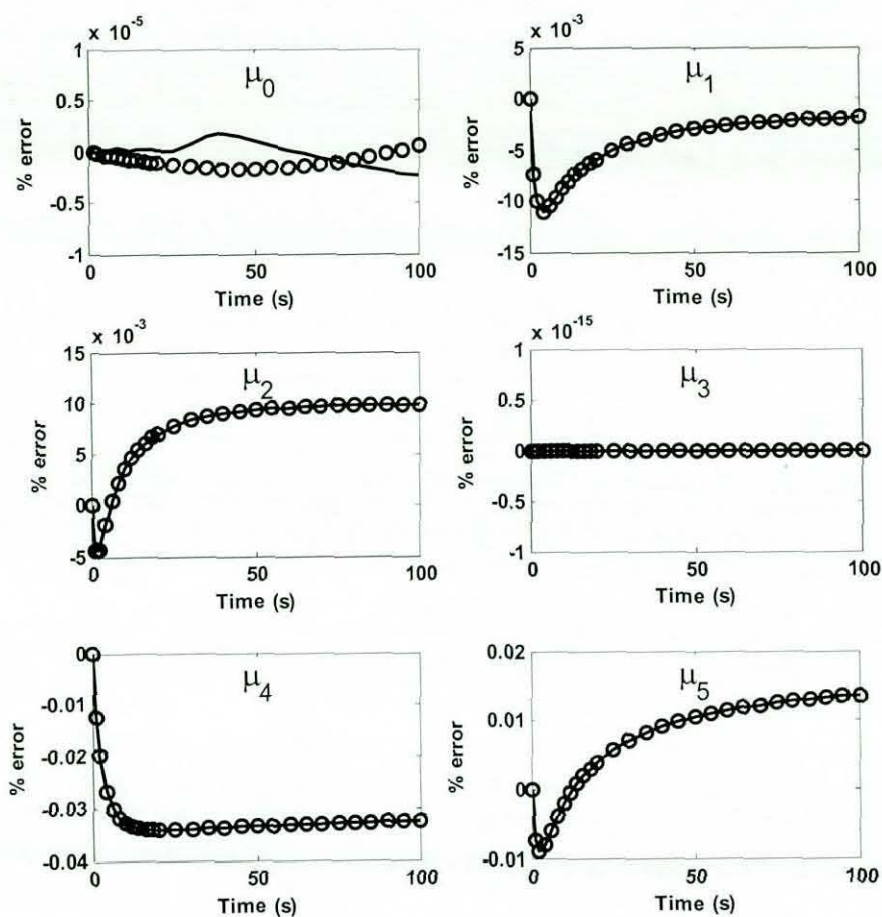 x 10-5
1
0.5
0
-0.5
-1
% error
μ0
0 50 100
Time (s)
x 10-3
5
0
-5
-10
-15
% error
μ1
0 50 100
Time (s)
x 10-3
15
10
5
0
-5
% error
μ2
0 50 100
Time (s)
x 10-15
1
0.5
0
-0.5
-1
% error
μ3
0 50 100
Time (s)
0
-0.01
-0.02
-0.03
-0.04
% error
μ4
0 50 100
Time (s)
0.02
0.01
0
-0.01
% error
μ5
0 50 100
Time (s)